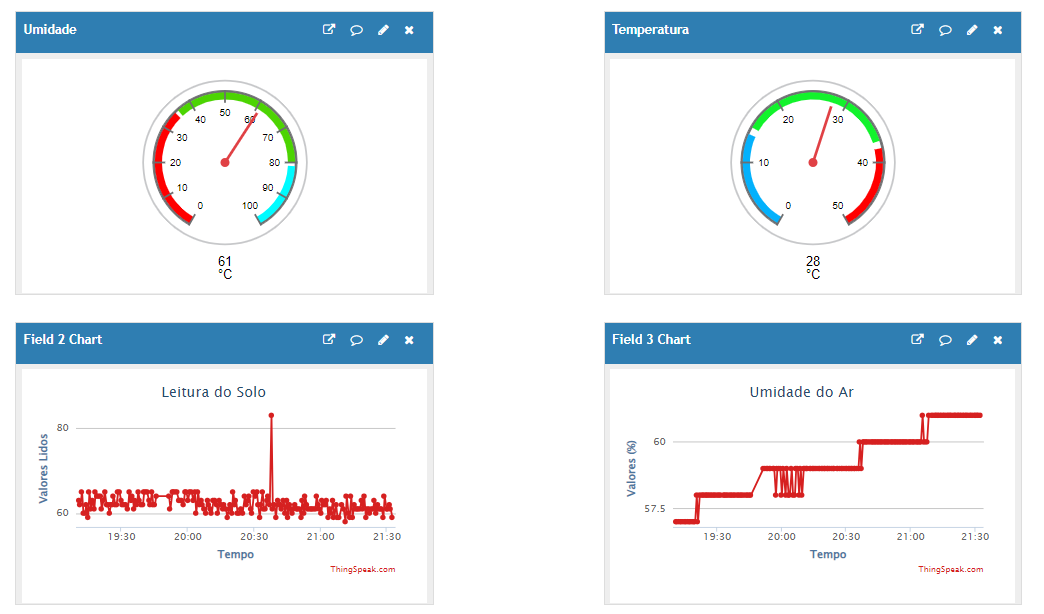 Umidade
0
10
20
30
40
50
60
70
80
90
100
61
°C
Temperatura
0
10
20
30
40
50
28
°C
Field 2 Chart
Leitura do Solo
Valores Lidos
80
60
19:30 20:00 20:30 21:00 21:30
Tempo
ThingSpeak.com
Field 3 Chart
Umidade do Ar
Valores (%)
60
57.5
19:30 20:00 20:30 21:00 21:30
Tempo
ThingSpeak.com